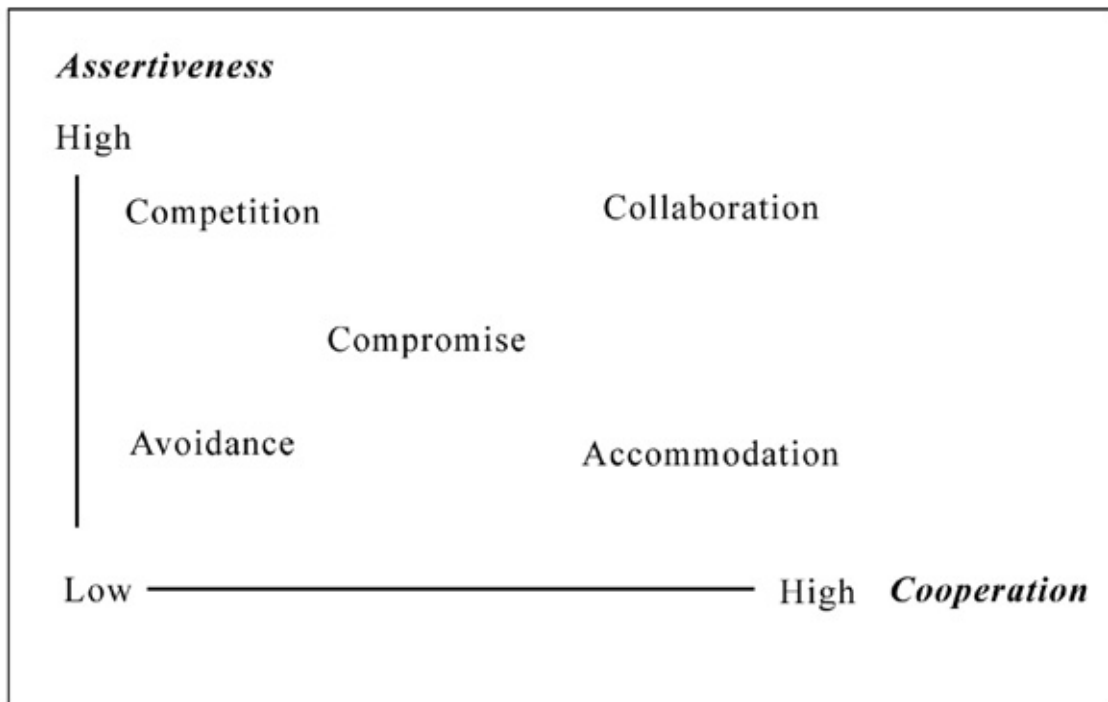 Assertiveness
High
Competition Collaboration
Compromise
Avoidance Accommodation
Low High Cooperation